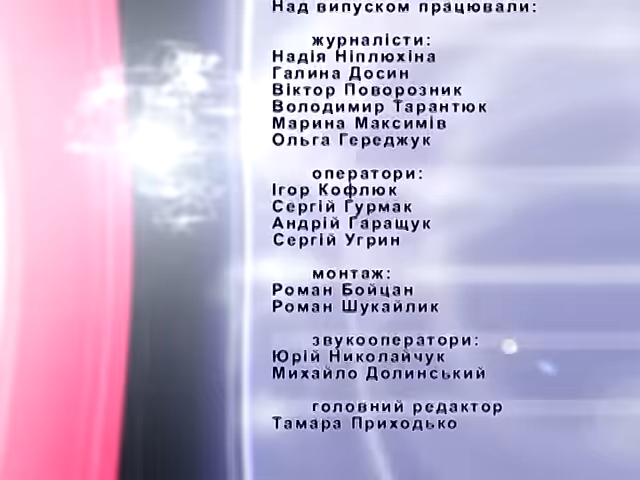 Над випуском працювали:
журналісти:
Надія Ніплюхіна
Галина Досин
Віктор Поворозник
Володимир Тарантюк
Марина Максимів
Ольга Гереджук
оператори:
Ігор Кофлюк
Сергій Гурмак
Андрій Гаращук
Сергій Угрин
монтаж:
Роман Бойцан
Роман Шукайлик
звукооператори:
Юрій Николайчук
Михайло Долинський
головний редактор
Тамара Приходько